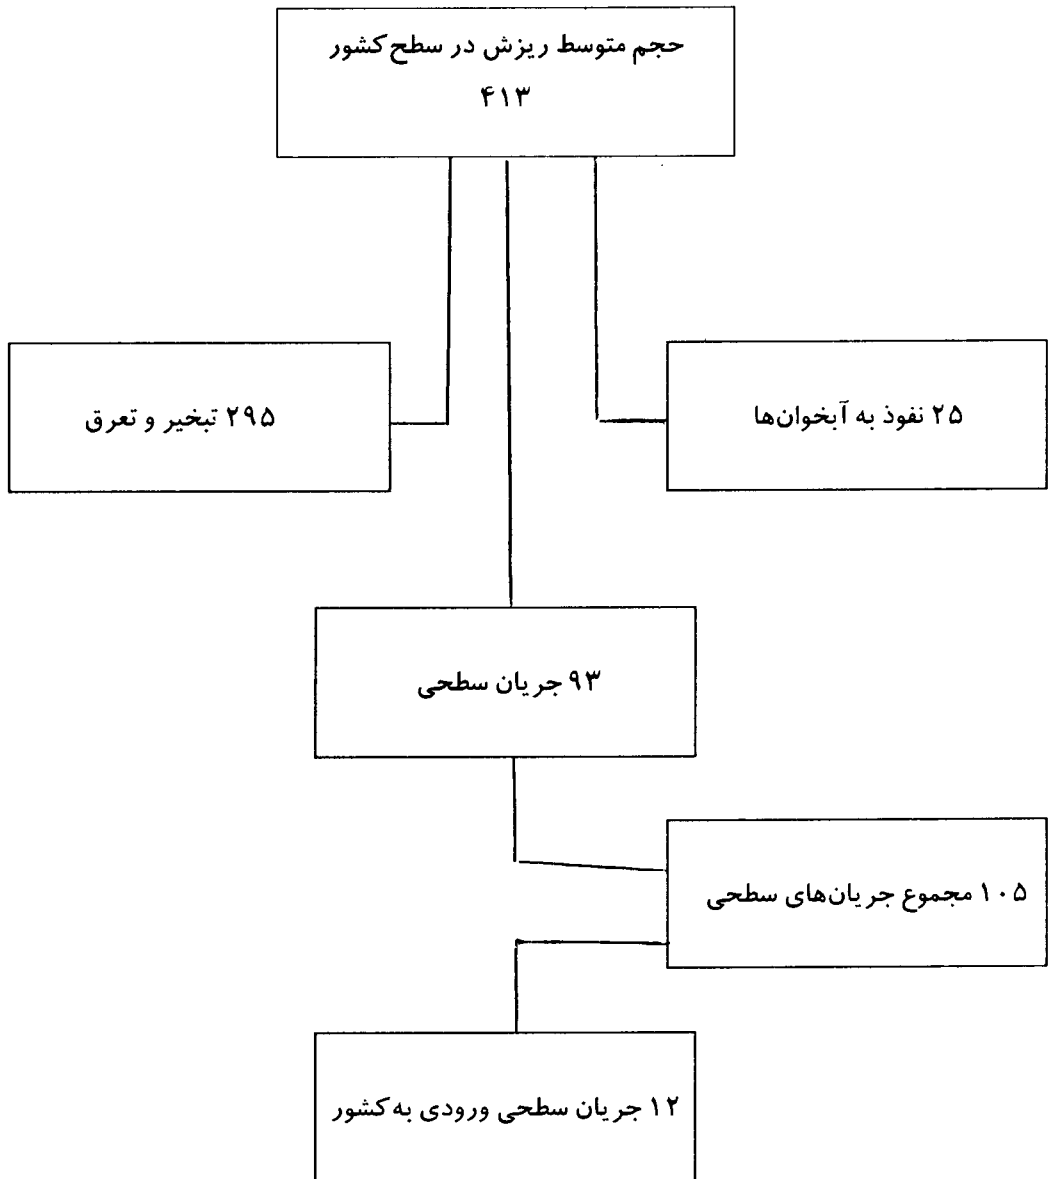 حجم متوسط ریزش در سطح کشور
۴۱۳
۲۵ نفوذ به آبخوان‌ها
۲۹۵ تبخیر و تعرق
۹۳ جریان سطحی
۱۰۵ مجموع جریان‌های سطحی
۱۲ جریان سطحی ورودی به کشور